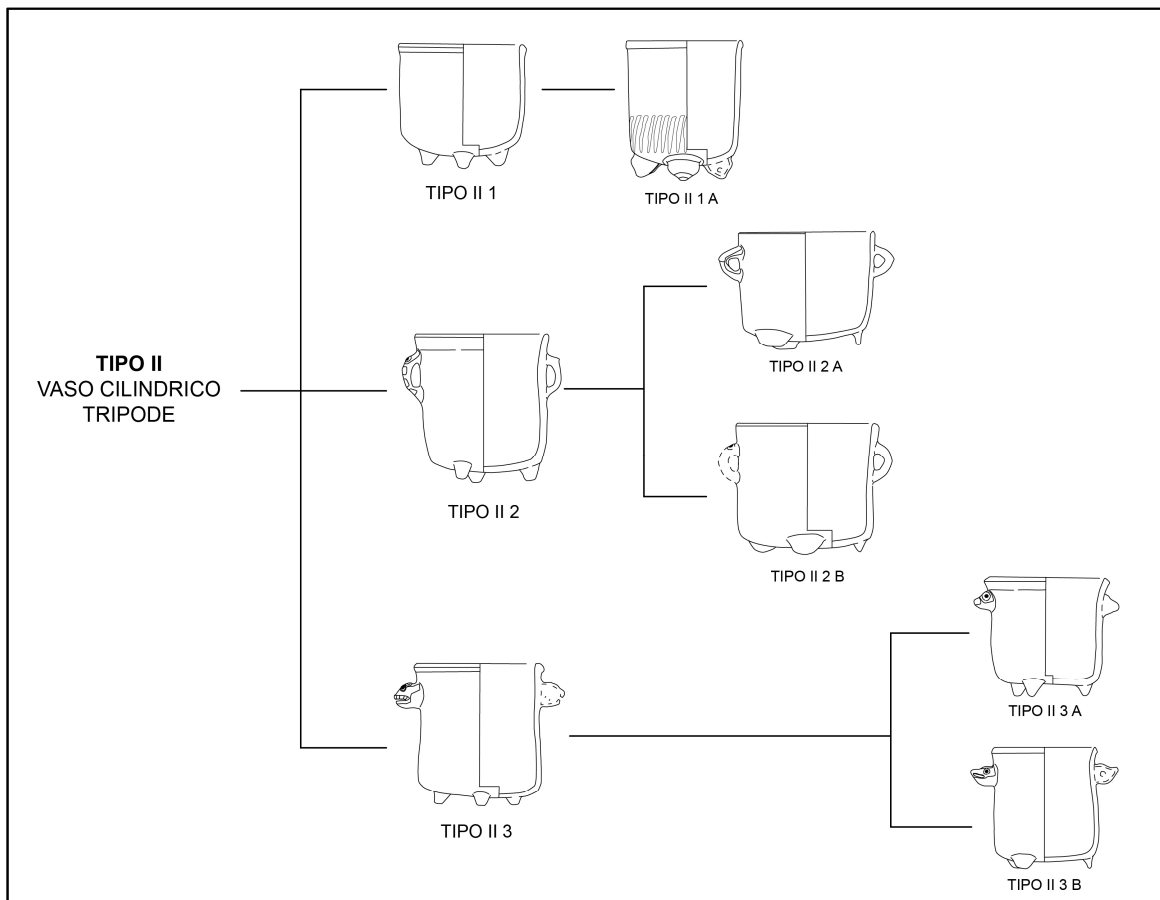 TIPO II
VASO CILINDRICO
TRIPODE
TIPO II 1
TIPO II 1 A
TIPO II 2
TIPO II 2 A
TIPO II 2 B
TIPO II 3
TIPO II 3 A
TIPO II 3 B